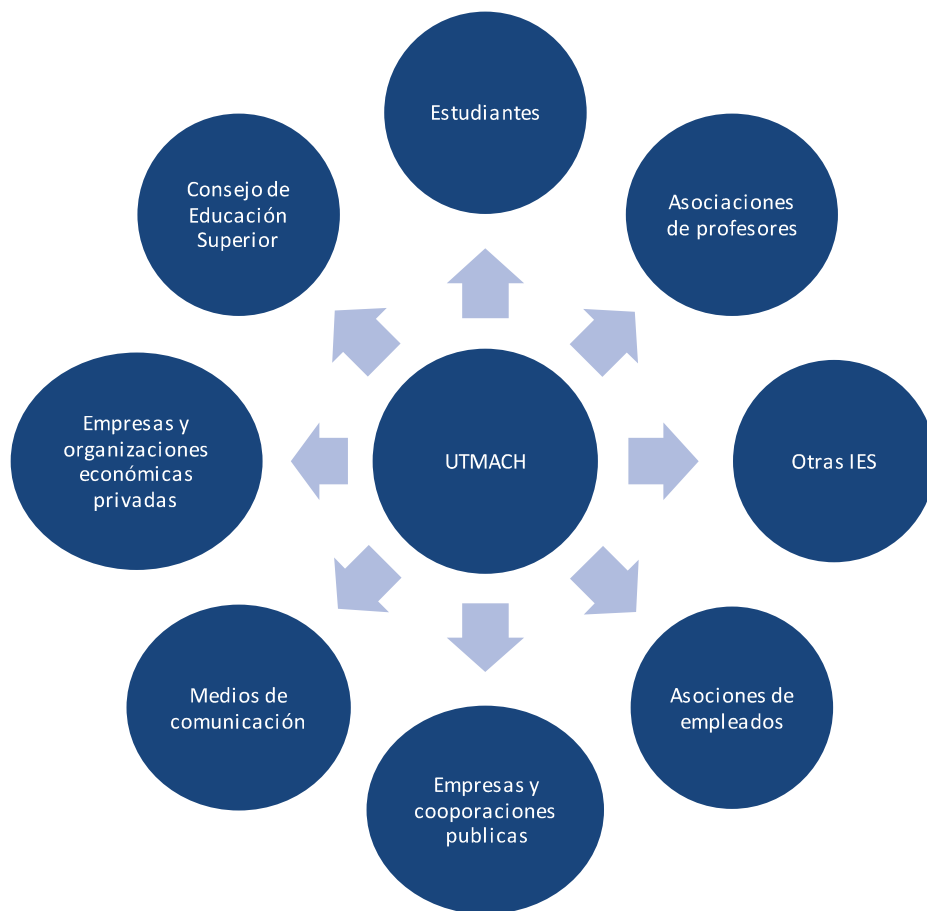 Estudiantes
Asociaciones
de profesores
Otras IES
Asociones de
empleados
Empresas y
cooporaciones
publicas
Medios de
comunicación
Empresas y
organizaciones
económicas
privadas
Consejo de
Educación
Superior
UTMACH